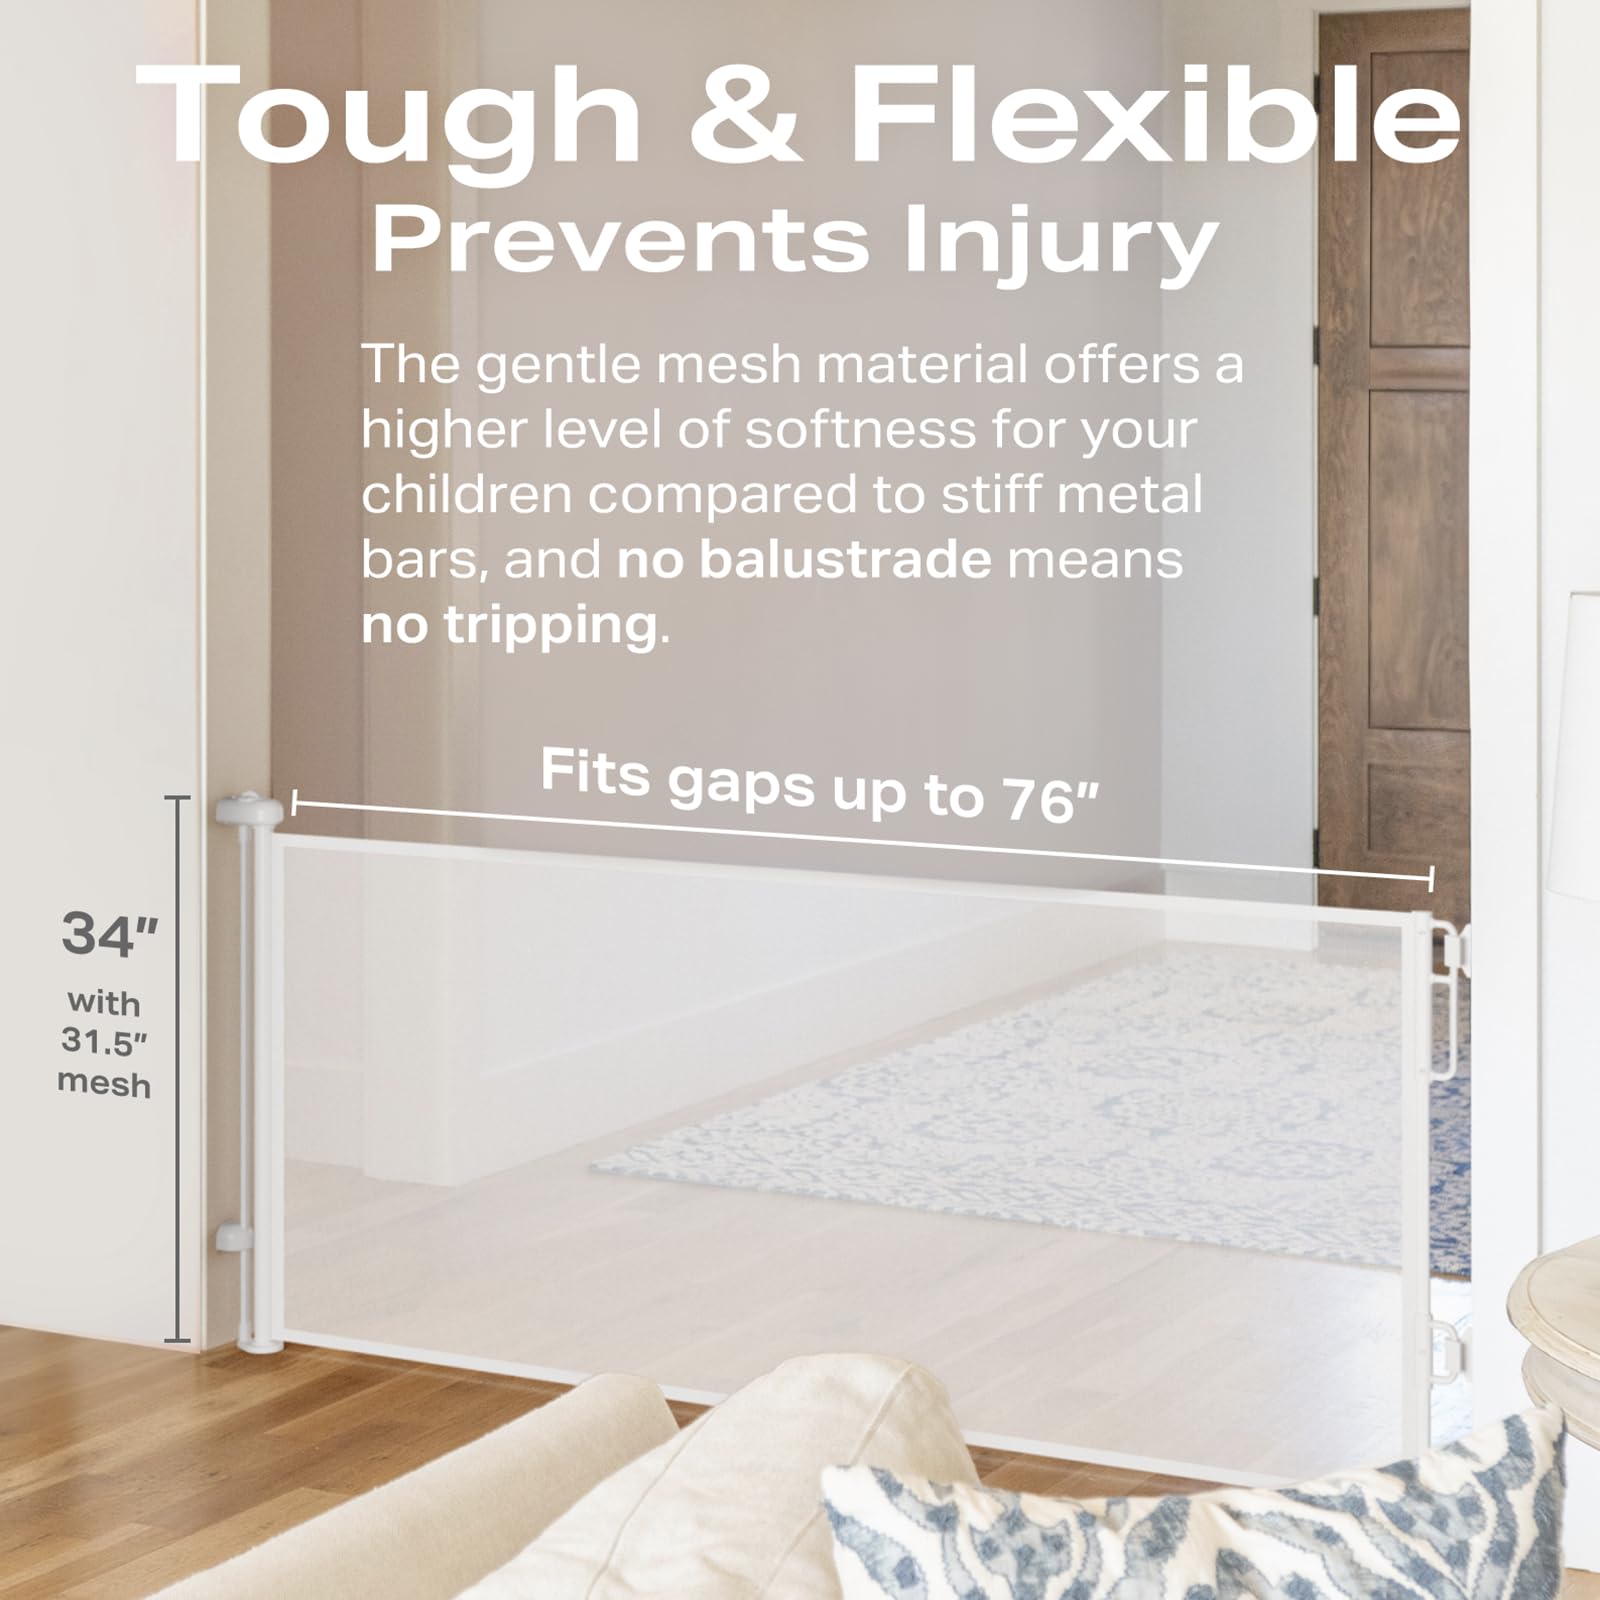 Tough & Flexible
Prevents Injury
The gentle mesh material offers a
higher level of softness for your
children compared to stiff metal
bars, and no balustrade means
no tripping.
Fits gaps up to 76"
34"
with
31.5"
mesh